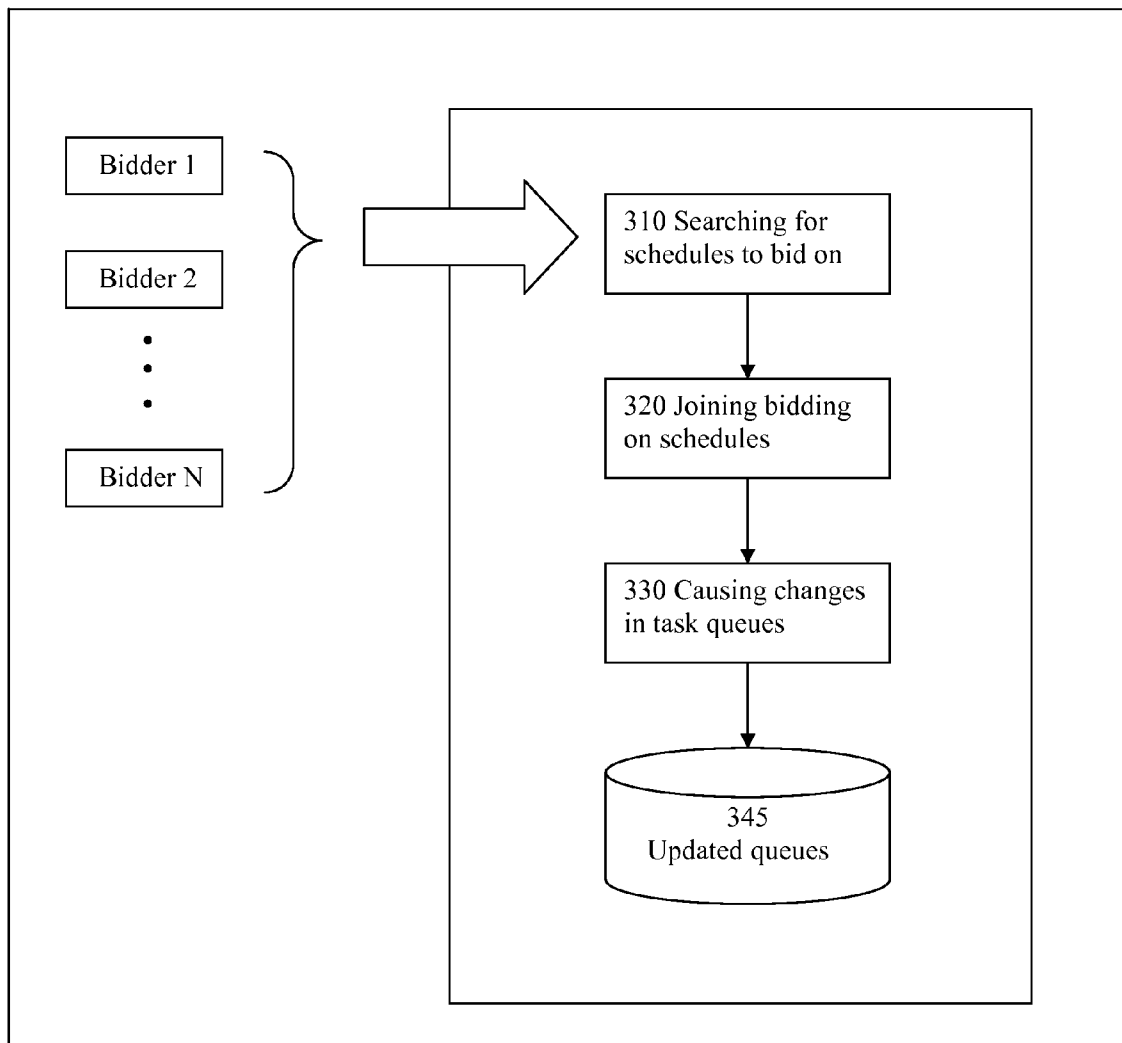 Bidder 1
Bidder 2
Bidder N
310 Searching for
schedules to bid on
320 Joining bidding
on schedules
330 Causing changes
in task queues
345
Updated queues